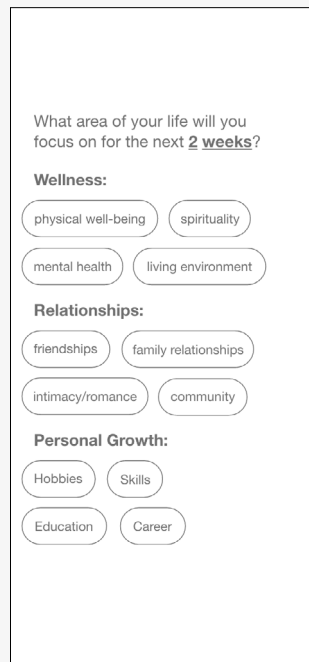 What area of your life will you
focus on for the next 2 weeks?
Wellness:
physical well-being spirituality
mental health living environment
Relationships:
friendships family relationships
intimacy/romance community
Personal Growth:
Hobbies Skills
Education Career